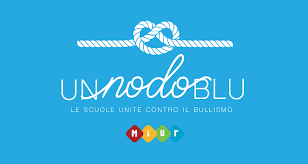 UNnodoBLU
LE SCUOLE UNITE CONTRO IL BULLISMO
Miur